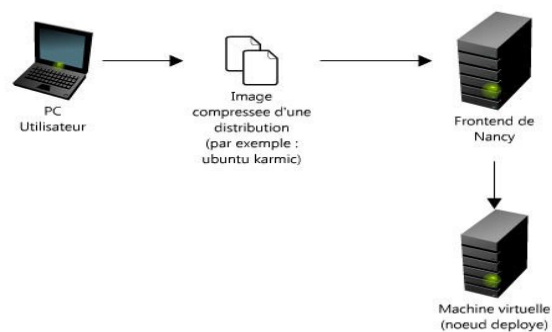 PC
Utilisateur
Image
compressee d'une
distribution
(par exemple :
ubuntu karmic)
Frontend de
Nancy
Machine virtuelle
(noeud deploye)